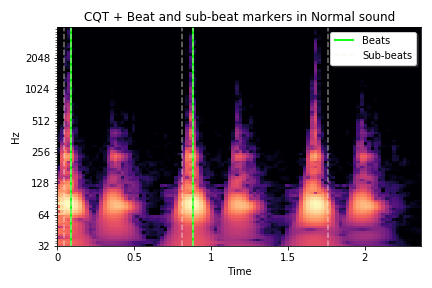 CQT + Beat and sub-beat markers in Normal sound
Beats
Sub-beats
Hz
2048
1024
512
256
128
64
32
0
0.5
1
1.5
2
Time